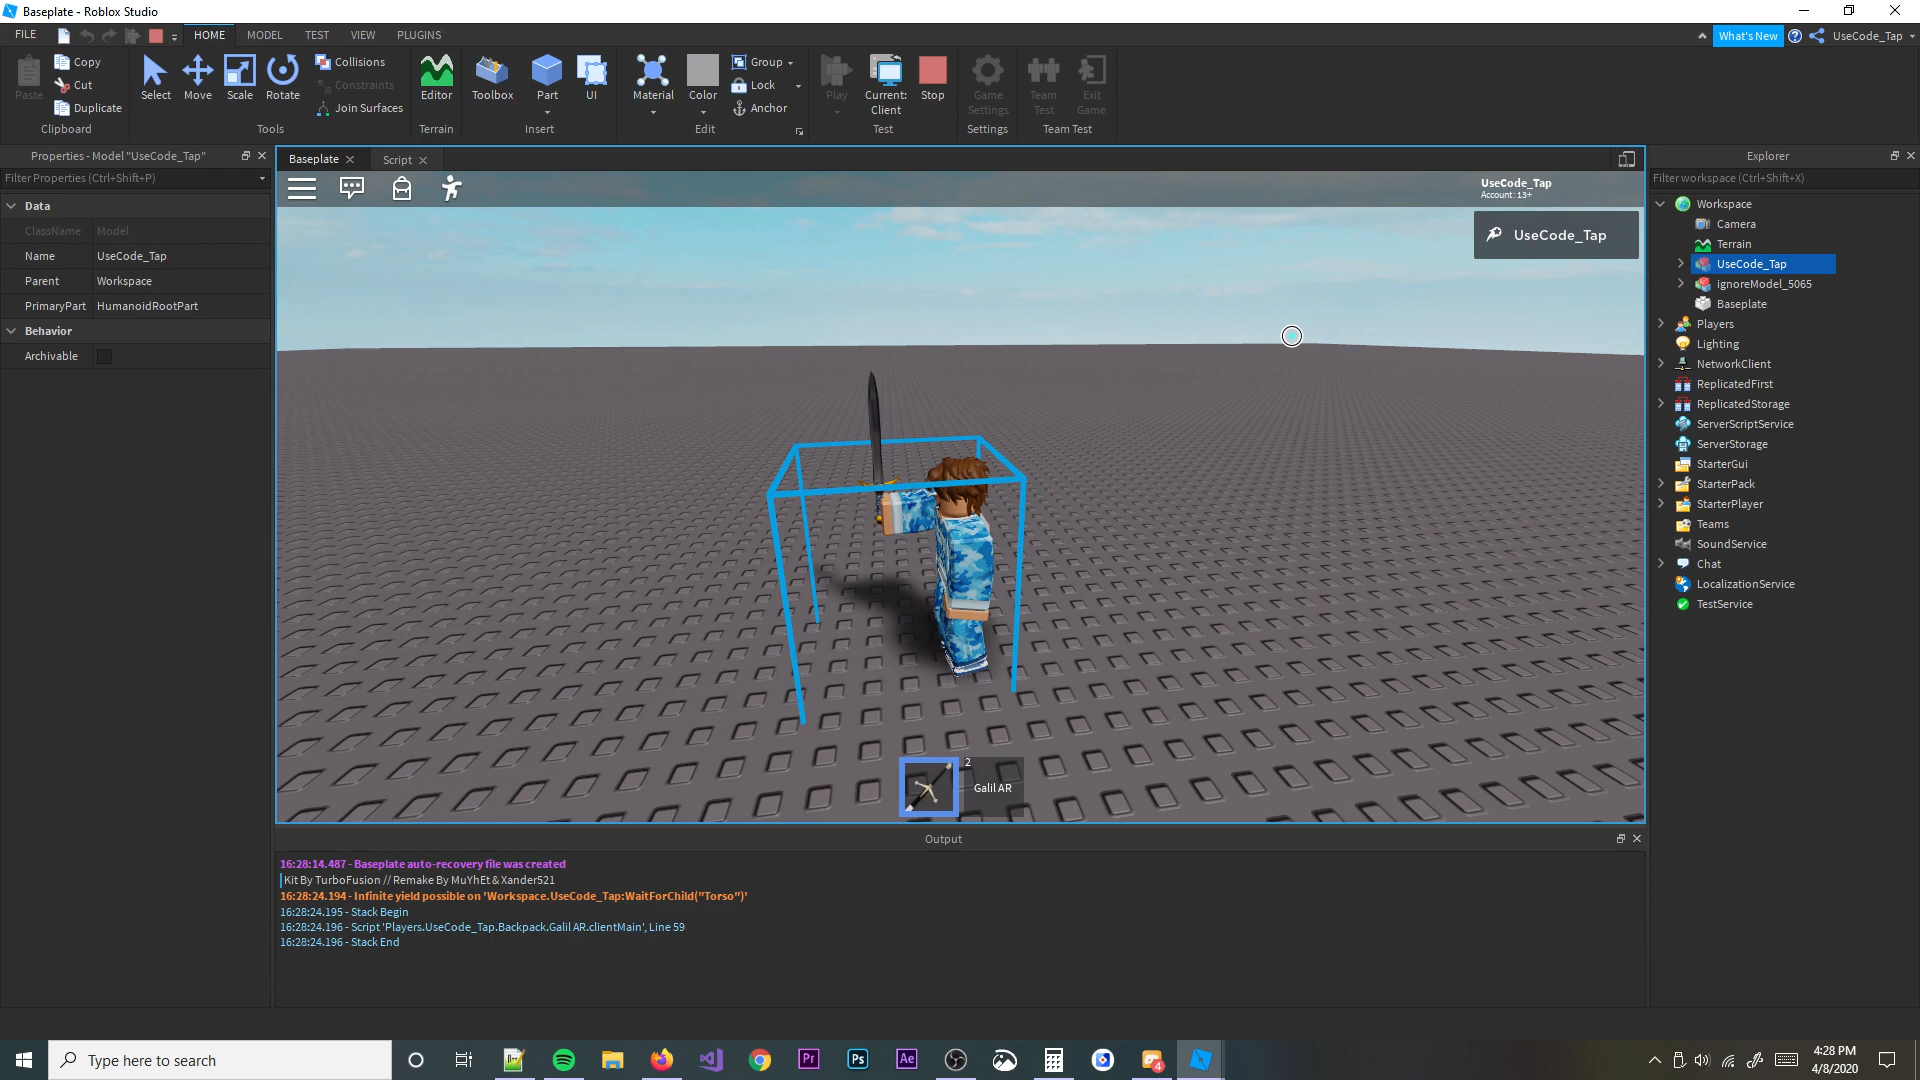 Baseplate - Roblox Studio
FILE HOME MODEL TEST VIEW PLUGINS What's New UseCode_Tap
Paste Copy Cut Duplicate
Clipboard
Select Move Scale Rotate Collisions Constraints Join Surfaces
Tools
Editor
Terrain
Toolbox Part UI
Insert
Material Color Group Lock Anchor
Edit
Play Current: Client Stop
Test
Game Settings
Settings
Team Test Exit Game
Team Test
Properties - Model "UseCode_Tap"
Filter Properties (Ctrl+Shift+P)
Data
ClassName Model
Name UseCode_Tap
Parent Workspace
PrimaryPart HumanoidRootPart
Behavior
Archivable
Baseplate Script
UseCode_Tap
Account: 13+
UseCode_Tap
2
Galil AR
Output
16:28:14.487 - Baseplate auto-recovery file was created
Kit By TurboFusion // Remake By MuYhEt & Xander521
16:28:24.194 - Infinite yield possible on 'Workspace.UseCode_Tap:WaitForChild("Torso")'
16:28:24.195 - Stack Begin
16:28:24.196 - Script 'Players.UseCode_Tap.Backpack.Galil AR.clientMain', Line 59
16:28:24.196 - Stack End
Explorer
Filter workspace (Ctrl+Shift+X)
Workspace
Camera
Terrain
UseCode_Tap
ignoreModel_5065
Baseplate
Players
Lighting
NetworkClient
ReplicatedFirst
ReplicatedStorage
ServerScriptService
ServerStorage
StarterGui
StarterPack
StarterPlayer
Teams
SoundService
Chat
LocalizationService
TestService
Type here to search
Pr Ps Ae
4
4:28 PM
4/8/2020